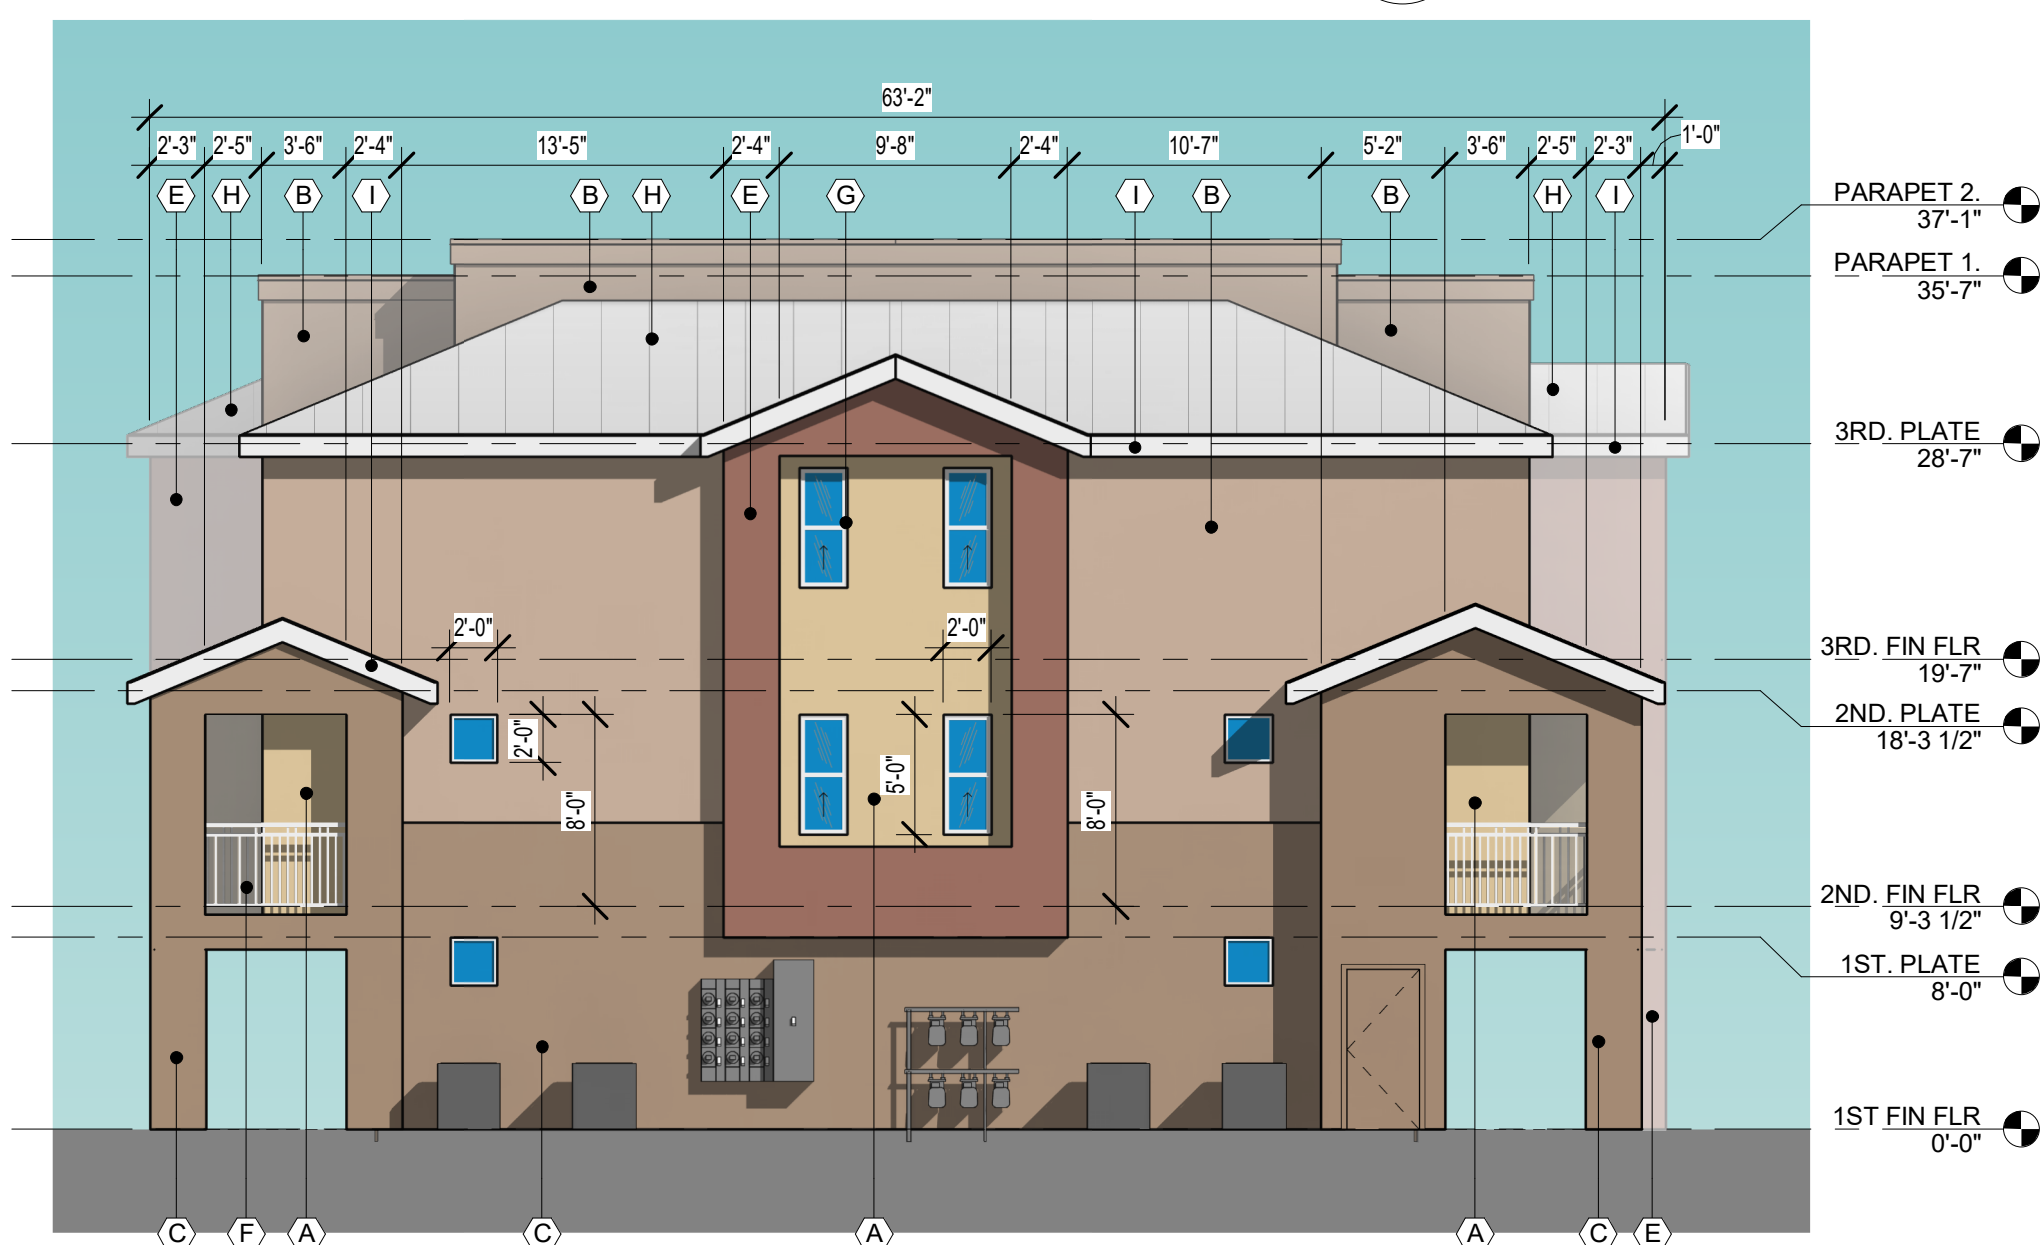 63'-2"
2'-3" 2'-5" 3'-6" 2'-4" 13'-5" 2'-4" 9'-8" 2'-4" 10'-7" 5'-2" 3'-6" 2'-5" 2'-3" 1'-0"
E H B I B H E G I B B H I
PARAPET 2.
37'-1"
PARAPET 1.
35'-7"
3RD. PLATE
28'-7"
3RD. FIN FLR
19'-7"
2ND. PLATE
18'-3 1/2"
2ND. FIN FLR
9'-3 1/2"
1ST. PLATE
8'-0"
1ST FIN FLR
0'-0"
2'-0" 2'-0"
2'-0"
8'-0"
5'-0"
8'-0"
C F A C A A C E